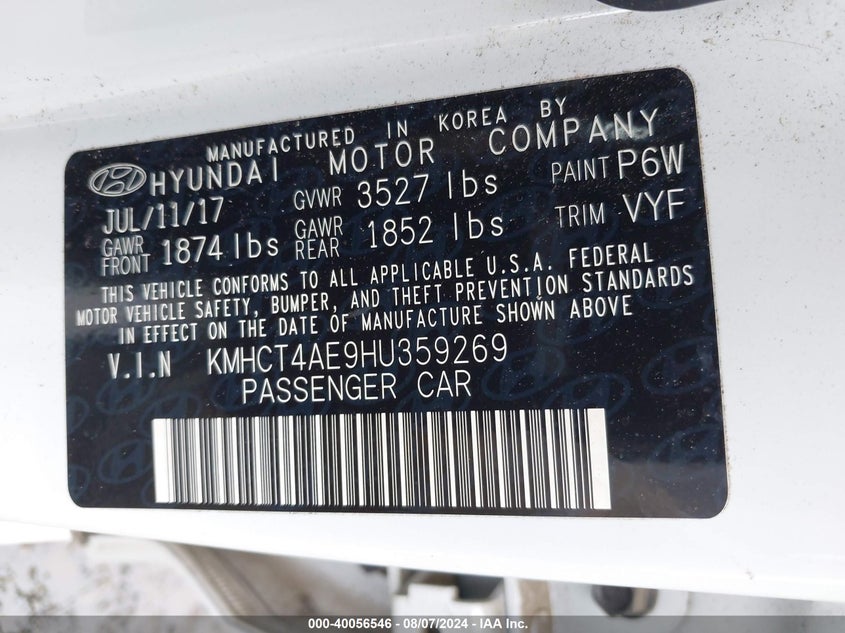 MANUFACTURED IN KOREA BY
HYUNDAI MOTOR COMPANY
JUL/11/17 GVWR 3527 lbs PAINT P6W
GAWR FRONT 1874 lbs GAWR REAR 1852 lbs TRIM VYF
THIS VEHICLE CONFORMS TO ALL APPLICABLE U.S.A. FEDERAL
MOTOR VEHICLE SAFETY, BUMPER, AND THEFT PREVENTION STANDARDS
IN EFFECT ON THE DATE OF MANUFACTURE SHOWN ABOVE
V.I.N KMHCT4AE9HU359269
PASSENGER CAR
000-40056546 - 08/07/2024 - IAA Inc.